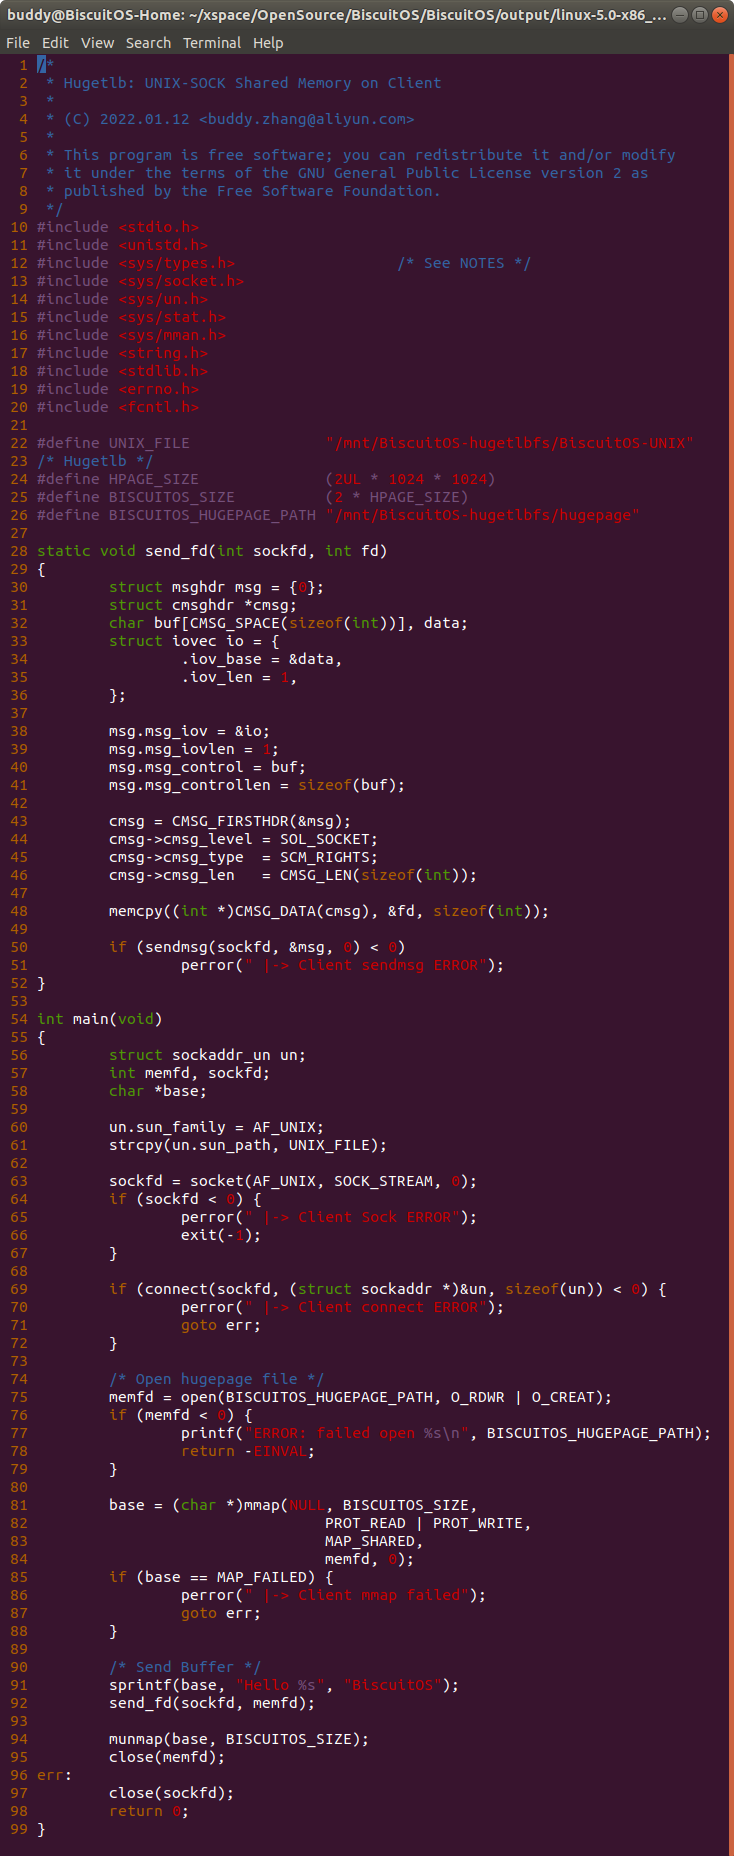 buddy@BiscuitOS-Home: ~/xspace/OpenSource/BiscuitOS/BiscuitOS/output/linux-5.0-x86_...
File Edit View Search Terminal Help
1 /*
2  * Hugetlb: UNIX-SOCK Shared Memory on Client
3  *
4  * (C) 2022.01.12 <buddy.zhang@aliyun.com>
5  *
6  * This program is free software; you can redistribute it and/or modify
7  * it under the terms of the GNU General Public License version 2 as
8  * published by the Free Software Foundation.
9  */
10 #include <stdio.h>
11 #include <unistd.h>
12 #include <sys/types.h>                  /* See NOTES */
13 #include <sys/socket.h>
14 #include <sys/un.h>
15 #include <sys/stat.h>
16 #include <sys/mman.h>
17 #include <string.h>
18 #include <stdlib.h>
19 #include <errno.h>
20 #include <fcntl.h>
21
22 #define UNIX_FILE               "/mnt/BiscuitOS-hugetlbfs/BiscuitOS-UNIX"
23 /* Hugetlb */
24 #define HPAGE_SIZE              (2UL * 1024 * 1024)
25 #define BISCUITOS_SIZE          (2 * HPAGE_SIZE)
26 #define BISCUITOS_HUGEPAGE_PATH "/mnt/BiscuitOS-hugetlbfs/hugepage"
27
28 static void send_fd(int sockfd, int fd)
29 {
30         struct msghdr msg = {0};
31         struct cmsghdr *cmsg;
32         char buf[CMSG_SPACE(sizeof(int))], data;
33         struct iovec io = {
34                 .iov_base = &data,
35                 .iov_len = 1,
36         };
37
38         msg.msg_iov = &io;
39         msg.msg_iovlen = 1;
40         msg.msg_control = buf;
41         msg.msg_controllen = sizeof(buf);
42
43         cmsg = CMSG_FIRSTHDR(&msg);
44         cmsg->cmsg_level = SOL_SOCKET;
45         cmsg->cmsg_type  = SCM_RIGHTS;
46         cmsg->cmsg_len   = CMSG_LEN(sizeof(int));
47
48         memcpy((int *)CMSG_DATA(cmsg), &fd, sizeof(int));
49
50         if (sendmsg(sockfd, &msg, 0) < 0)
51                 perror(" |-> Client sendmsg ERROR");
52 }
53
54 int main(void)
55 {
56         struct sockaddr_un un;
57         int memfd, sockfd;
58         char *base;
59
60         un.sun_family = AF_UNIX;
61         strcpy(un.sun_path, UNIX_FILE);
62
63         sockfd = socket(AF_UNIX, SOCK_STREAM, 0);
64         if (sockfd < 0) {
65                 perror(" |-> Client Sock ERROR");
66                 exit(-1);
67         }
68
69         if (connect(sockfd, (struct sockaddr *)&un, sizeof(un)) < 0) {
70                 perror(" |-> Client connect ERROR");
71                 goto err;
72         }
73
74         /* Open hugepage file */
75         memfd = open(BISCUITOS_HUGEPAGE_PATH, O_RDWR | O_CREAT);
76         if (memfd < 0) {
77                 printf("ERROR: failed open %s\n", BISCUITOS_HUGEPAGE_PATH);
78                 return -EINVAL;
79         }
80
81         base = (char *)mmap(NULL, BISCUITOS_SIZE,
82                                 PROT_READ | PROT_WRITE,
83                                 MAP_SHARED,
84                                 memfd, 0);
85         if (base == MAP_FAILED) {
86                 perror(" |-> Client mmap failed");
87                 goto err;
88         }
89
90         /* Send Buffer */
91         sprintf(base, "Hello %s", "BiscuitOS");
92         send_fd(sockfd, memfd);
93
94         munmap(base, BISCUITOS_SIZE);
95         close(memfd);
96 err:
97         close(sockfd);
98         return 0;
99 }